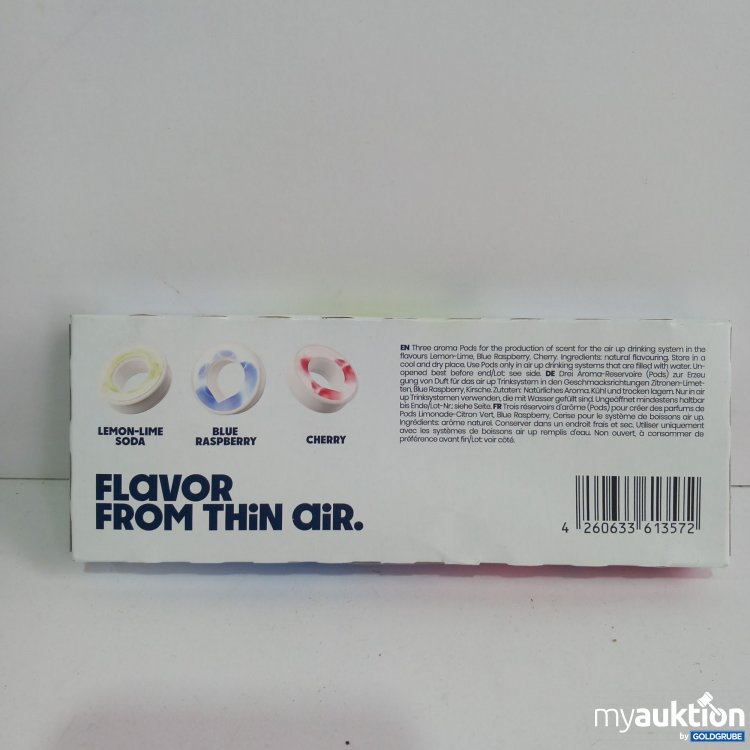 LEMON-LIME
SODA
BLUE
RASPBERRY
CHERRY
FLavOR
FROM THiN aiR.
EN Three aroma Pods for the production of scent for the air up drinking system in the
flavours Lemon-Lime, Blue Raspberry, Cherry. Ingredients: natural flavouring. Store in a
cool and dry place. Use Pods only in air up drinking systems that are filled with water. Un-
opened best before end/Lot: see side. DE Drei Aroma-Reservoire (Pods) zur Erzeu
gung von Duft für das air up Trinksystem in den Geschmacksrichtungen Zitronen-Limet-
ten, Blue Raspberry, Kirsche. Zutaten: Natürliches Aroma. Kühl und trocken lagern. Nur in air
up Trinksystemen verwenden, die mit Wasser gefüllt sind. Ungeöffnet mindestens haltbar
bis Ende/Lot-Nr.: siehe Seite. FR Trois réservoirs d'arôme (Pods) pour créer des parfums de
Pods Limonade-Citron Vert, Blue Raspberry, Cerise pour le système de boissons air up.
Ingrédients: arôme naturel. Conserver dans un endroit frais et sec. Utiliser uniquement
avec les systèmes de boissons air up remplis d'eau. Non ouvert, à consommer de
préférence avant fin/Lot: voir côté.
4 260633 613572
myauktion
by GOLDGRUBE